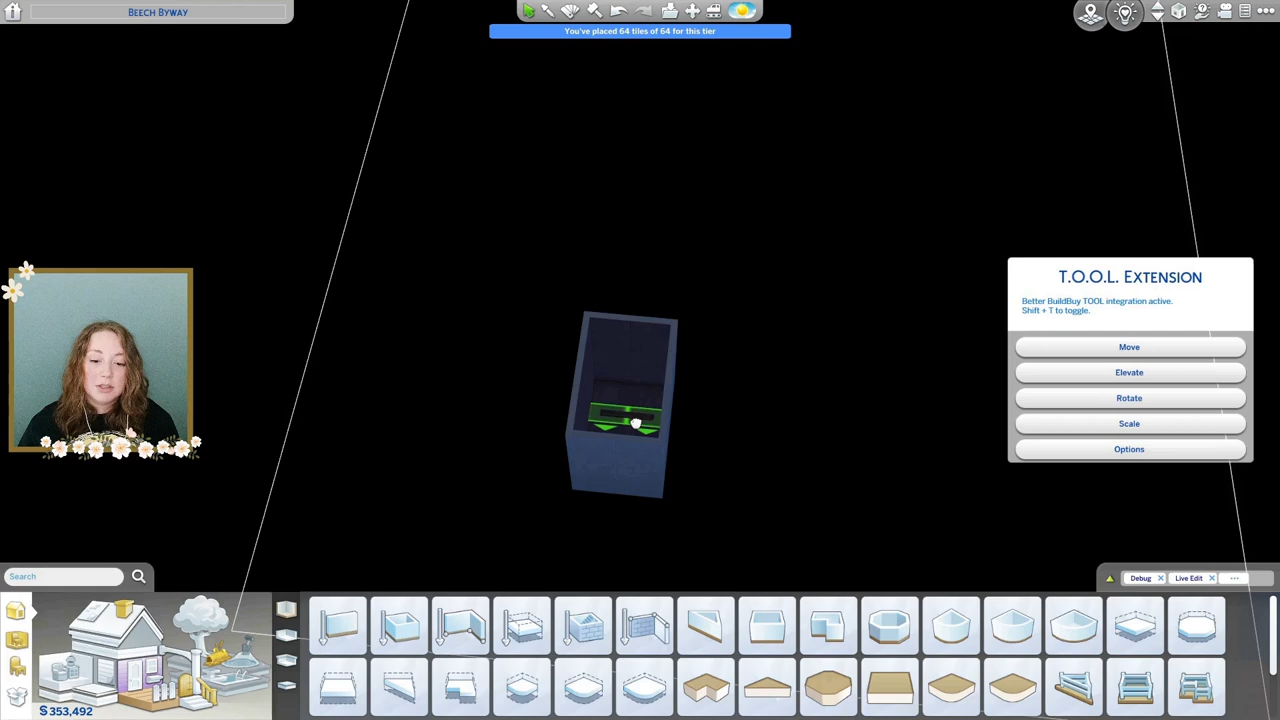 BEECH BYWAY
You've placed 64 tiles of 64 for this tier
T.O.O.L. EXTENSION
Better BuildBuy TOOL integration active.
Shift + T to toggle.
Move
Elevate
Rotate
Scale
Options
Search
Debug
Live Edit
§353,492